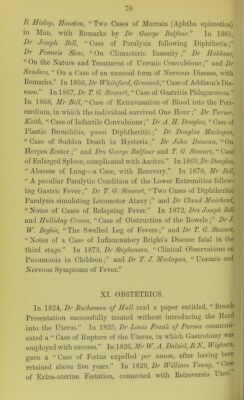 70
B. Hislop, Houston, “Two Cases of Murrain (Aphtha epizootica)
in Man, with Remarks by Dr George Balfour.” In 1865,
Dr Joseph Bell, “Case of Paralysis following Diphtheria;”
Dr Francis Skae, “On Climacteric Insanity;” Dr Haldane,
“On the Nature and Treatment of Uræmic Convulsions;” and Dr
Sanders, “On a Case of an unusual form of Nervous Disease, with
Remarks.” In 1866, Dr Whiteford, Greenock, “Case of Addison's Dis-
ease.” In 1867, Dr T. G. Stewart, “Case of Gastritis Phlegmonosa.”
In 1868, Mr Bell, “Case of Extravasation of Blood into the Peri-
cardium, in which the individual survived One Hour;” Dr Turner,
Keith, “Case of Infantile Convulsions;” Dr A. H. Douglas, “Case of
Plastic Bronchitis, quasi Diphtheritic;” Dr Douglas Maclagan,
“Case of Sudden Death in Hysteria;” Dr John Duncan, “On
Herpes Zoster;” and Drs George Balfour and T. G. Stewart, “Case
of Enlarged Spleen, complicated with Ascites.” In 1869, Dr Douglas,
“Abscess of Lung—a Case, with Recovery.” In 1870, Mr Bell,
“A peculiar Paralytic Condition of the Lower Extremities follow-
ing Gastric Fever;” Dr T. G. Stewart, “Two Cases of Diphtheritic
Paralysis simulating Locomotor Ataxy;” and Dr Claud Muirhead,
“Notes of Cases of Relapsing Fever.” In 1872, Drs Joseph Bell
and Halliday Croom, “Case of Obstruction of the Bowels;” Dr J.
W. Begbie, “The Swelled Leg of Fevers;” and Dr T. G. Stewart,
“Notes of a Case of Inflammatory Bright's Disease fatal in the
third stage.” In 1873, Dr Stephenson, “Clinical Observations on
Pneumonia in Children;” and Dr T. J. Maclagan, “Uræmia and
Nervous Symptoms of Fever.”
XI. OBSTETRICS.
In 1824, Dr Buchanan of Hull read a paper entitled, “Breech
Presentation successfully treated without introducing the Hand
into the Uterus.” In 1825, Dr Louis Frank of Parma communi-
cated a “Case of Rupture of the Uterus, in which Gastrotomy was
employed with success.” In 1826, Mr W. A. Dalziel, R.N., Wigtown,
gave a “Case of Fœtus expelled per anum, after having been
retained above five years.” In 1829, Dr William Young, “Case
of Extra-uterine Fœtation, connected with Retroversio Uteri.”